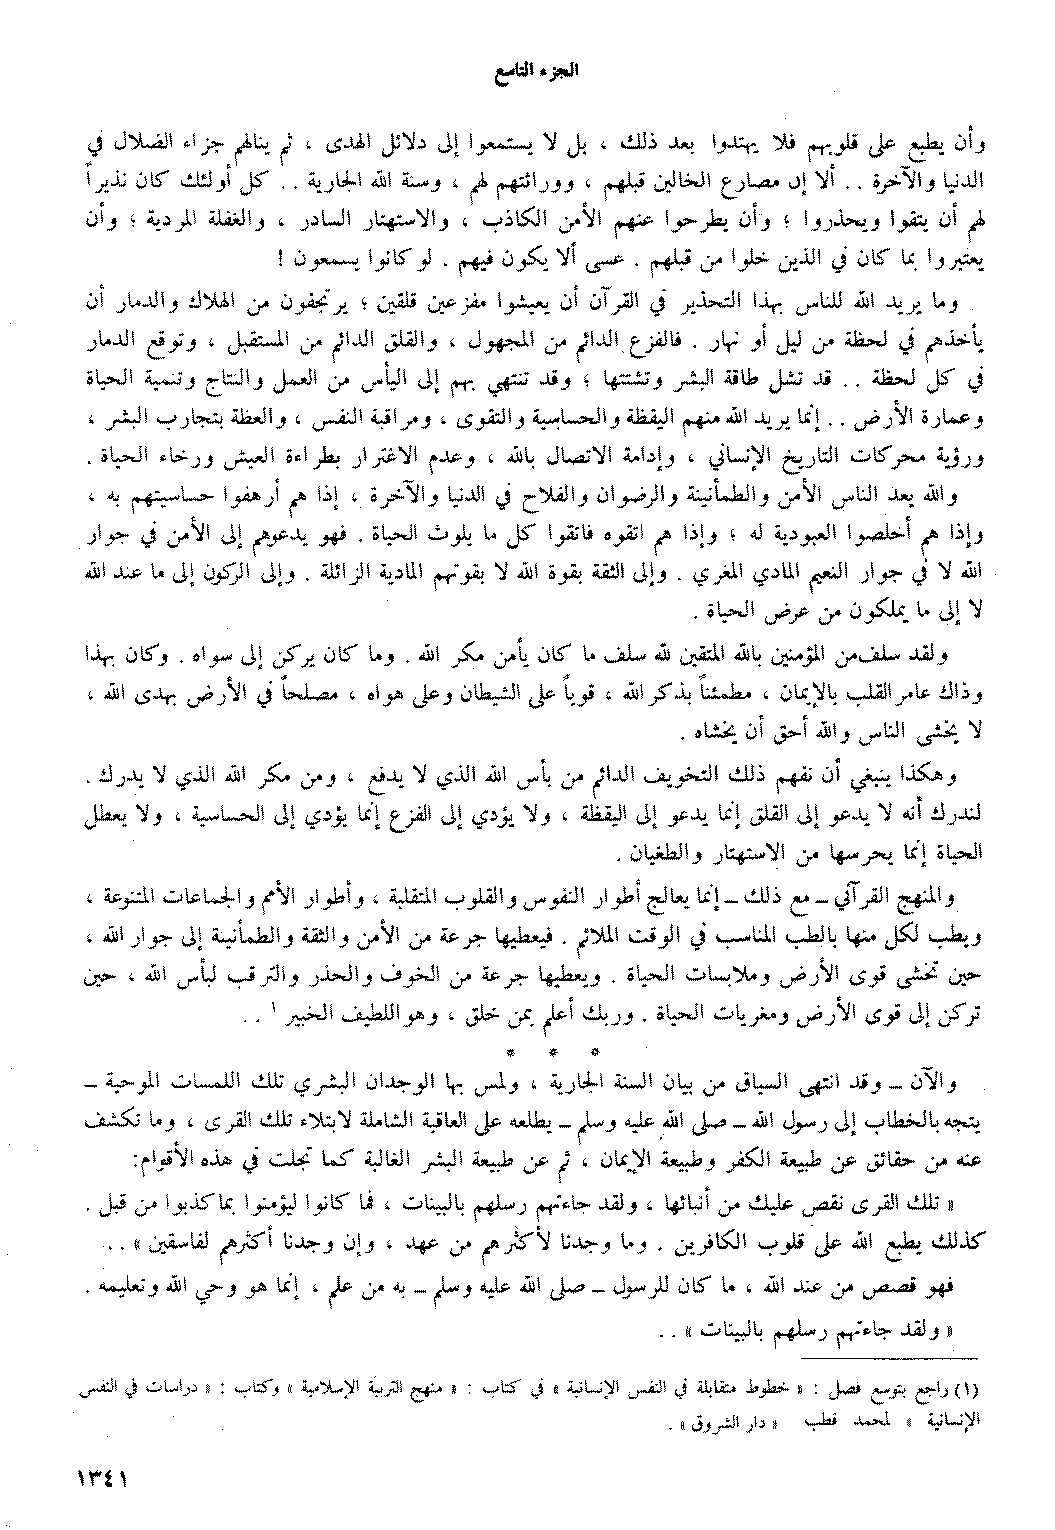 الجزء التاسع
وأن يطبع على قلوبهم فلا يهتدوا بعد ذلك ، بل لا يستمعوا إلى دلائل الهدى ، ثم ينالهم جزاء الضلال في
الدنيا والآخرة .. ألا إن مصارع الخالين قبلهم ، ووراثتهم لهم ، وسنة الله الجارية .. كل أولئك كان نذيراً
لهم أن يتقوا ويحذروا ؛ وأن يطرحوا عنهم الأمن الكاذب ، والاستهتار السادر ، والغفلة المردية ؛ وأن
يعتبروا بما كان في الذين خلوا من قبلهم . عسى ألا يكون فيهم . لو كانوا يسمعون !
وما يريد الله للناس بهذا التحذير في القرآن أن يعيشوا مفزعين قلقين ؛ يرتجفون من الهلاك والدمار أن
يأخذهم في لحظة من ليل أو نهار . فالفزع الدائم من المجهول ، والقلق الدائم من المستقبل ، وتوقع الدمار
في كل لحظة .. قد تشل طاقة البشر وتشتتها ؛ وقد تنتهي بهم إلى اليأس من العمل والنتاج وتنمية الحياة
وعمارة الأرض .. إنما يريد الله منهم اليقظة والحساسية والتقوى ، ومراقبة النفس ، والعظة بتجارب البشر ،
ورؤية محركات التاريخ الإنساني ، وإدامة الاتصال بالله ، وعدم الاغترار بطراءة العيش ورخاء الحياة .
والله يعد الناس الأمن والطمأنينة والرضوان والفلاح في الدنيا والآخرة ، إذا هم أرهفوا حساسيتهم به ،
وإذا هم أخلصوا العبودية له ؛ وإذا هم اتقوه فاتقوا كل ما يلوث الحياة . فهو يدعوهم إلى الأمن في جوار
الله لا في جوار النعيم المادي المغري . وإلى الثقة بقوة الله لا بقوتهم المادية الزائلة . وإلى الركون إلى ما عند الله
لا إلى ما يملكون من عرض الحياة .
ولقد سلف من المؤمنين بالله المتقين لله سلف ما كان يأمن مكر الله . وما كان يركن إلى سواه . وكان بهذا
وذاك عامر القلب بالإيمان ، مطمئناً بذكر الله ، قوياً على الشيطان وعلى هواه ، مصلحاً في الأرض بهدى الله ،
لا يخشى الناس والله أحق أن يخشاه .
وهكذا ينبغي أن نفهم ذلك التخويف الدائم من بأس الله الذي لا يدفع ، ومن مكر الله الذي لا يدرك .
لندرك أنه لا يدعو إلى القلق إنما يدعو إلى اليقظة ، ولا يؤدي إلى الفزع إنما يؤدي إلى الحساسية ، ولا يعطل
الحياة إنما يحرسها من الاستهتار والطغيان .
والمنهج القرآني – مع ذلك – إنما يعالج أطوار النفوس والقلوب المتقلبة ، وأطوار الأمم والجماعات المتنوعة ،
ويطب لكل منها بالطب المناسب في الوقت الملائم . فيعطيها جرعة من الأمن والثقة والطمأنينة إلى جوار الله ،
حين تخشى قوى الأرض وملابسات الحياة . ويعطيها جرعة من الخوف والحذر والترقب لبأس الله ، حين
تركن إلى قوى الأرض ومغريات الحياة . وربك أعلم بمن خلق ، وهو اللطيف الخبير ١ ..
* * *
والآن – وقد انتهى السياق من بيان السنة الجارية ، ولمس بها الوجدان البشري تلك اللمسات الموحية –
يتجه بالخطاب إلى رسول الله – صلى الله عليه وسلم – يطلعه على العاقبة الشاملة لابتلاء تلك القرى ، وما تكشف
عنه من حقائق عن طبيعة الكفر وطبيعة الإيمان ، ثم عن طبيعة البشر الغالبة كما تجلت في هذه الأقوام:
« تلك القرى نقص عليك من أنبائها ، ولقد جاءتهم رسلهم بالبينات ، فما كانوا ليؤمنوا بما كذبوا من قبل .
كذلك يطبع الله على قلوب الكافرين . وما وجدنا لأكثرهم من عهد ، وإن وجدنا أكثرهم لفاسقين » ..
فهو قصص من عند الله ، ما كان للرسول – صلى الله عليه وسلم – به من علم ، إنما هو وحي الله وتعليمه .
« ولقد جاءتهم رسلهم بالبينات » ..
(١) راجع بتوسع فصل : « خطوط متقابلة في النفس الإنسانية » في كتاب : « منهج التربية الإسلامية » وكتاب : « دراسات في النفس
الإنسانية » لمحمد قطب « دار الشروق » .
١٣٤١